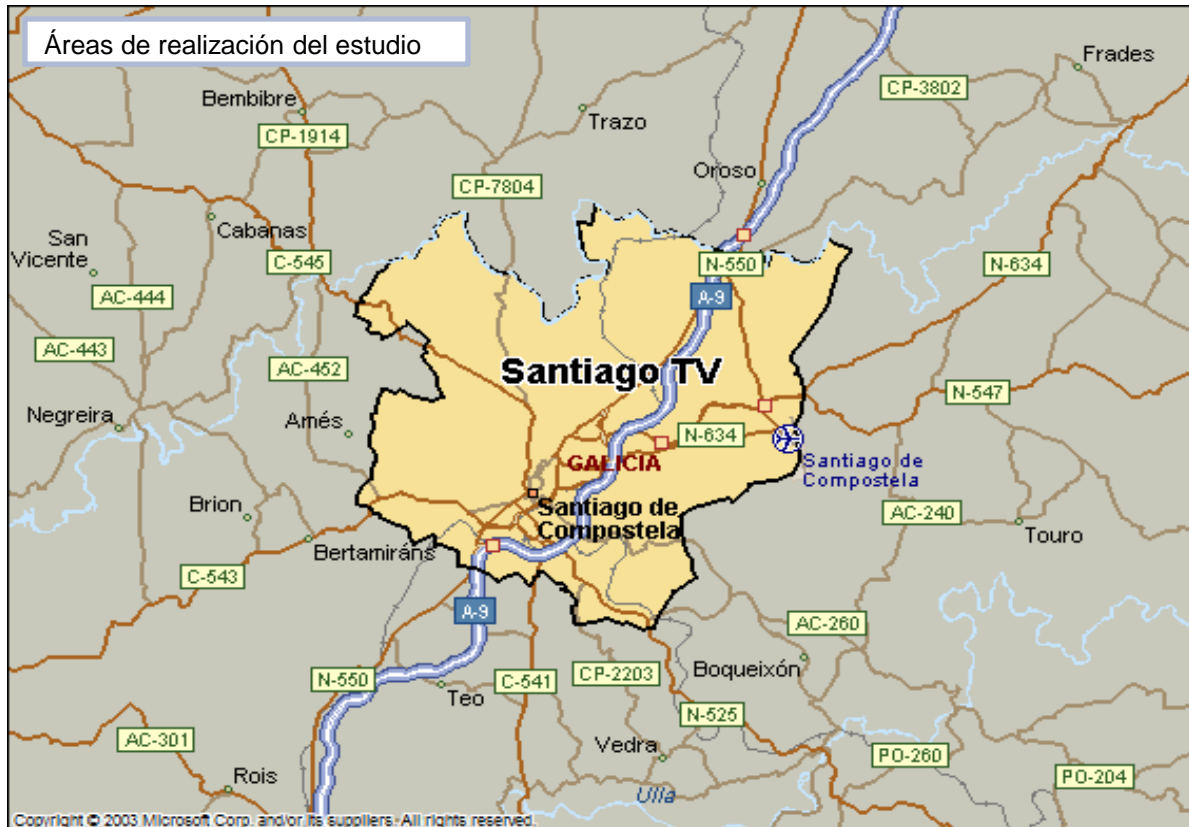 Áreas de realización del estudio
Frades
CP-3802
Bembibre
Trazo
CP-1914
Oroso
CP-7804
Cabanas
San
Vicente
C-545
N-550
N-634
AC-444
A-9
AC-443
AC-452
Santiago TV
N-547
Negreira
Amés
N-634
GALICIA
Santiago de
Compostela
Santiago de
Compostela
Brion
AC-240
Touro
Bertamiráns
C-543
A-9
AC-260
Boqueixón
N-550
Teo
C-541
CP-2203
N-525
AC-301
Vedra
PO-260
PO-204
Rois
Ulla
Copyright © 2003 Microsoft Corp. and/or its suppliers. All rights reserved.